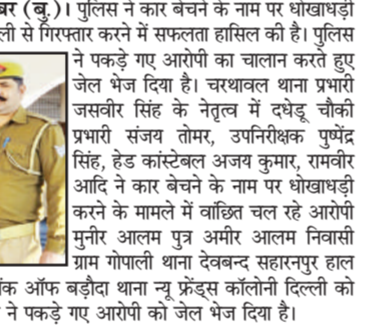 बर (बु.)। पुलिस ने कार बेचने के नाम पर धोखाधड़ी
ली से गिरफ्तार करने में सफलता हासिल की है। पुलिस
ने पकड़े गए आरोपी का चालान करते हुए
जेल भेज दिया है। चरथावल थाना प्रभारी
जसवीर सिंह के नेतृत्व में दधेडू चौकी
प्रभारी संजय तोमर, उपनिरीक्षक पुष्पेंद्र
सिंह, हेड कांस्टेबल अजय कुमार, रामवीर
आदि ने कार बेचने के नाम पर धोखाधड़ी
करने के मामले में वांछित चल रहे आरोपी
मुनीर आलम पुत्र अमीर आलम निवासी
ग्राम गोपाली थाना देवबन्द सहारनपुर हाल
क ऑफ बड़ौदा थाना न्यू फ्रेंड्स कॉलोनी दिल्ली को
ने पकड़े गए आरोपी को जेल भेज दिया है।